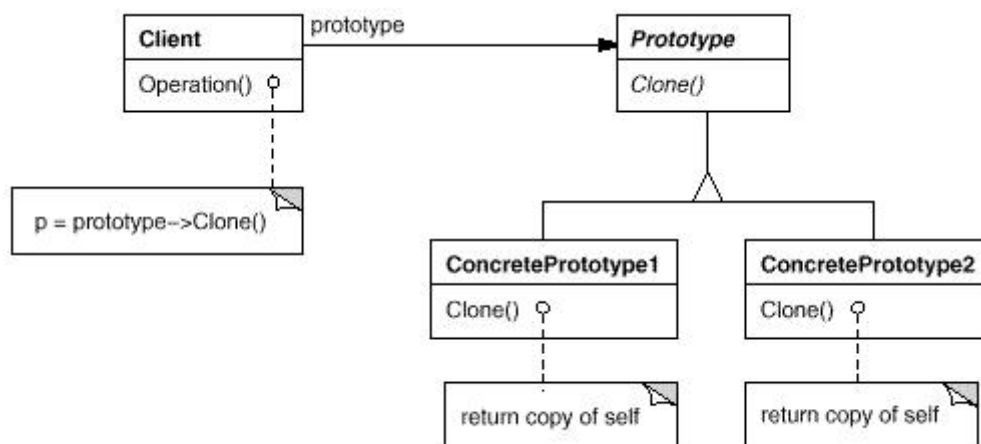 Client
prototype
Prototype
Operation()
Clone()
p = prototype–>Clone()
ConcretePrototype1
ConcretePrototype2
Clone()
Clone()
return copy of self
return copy of self